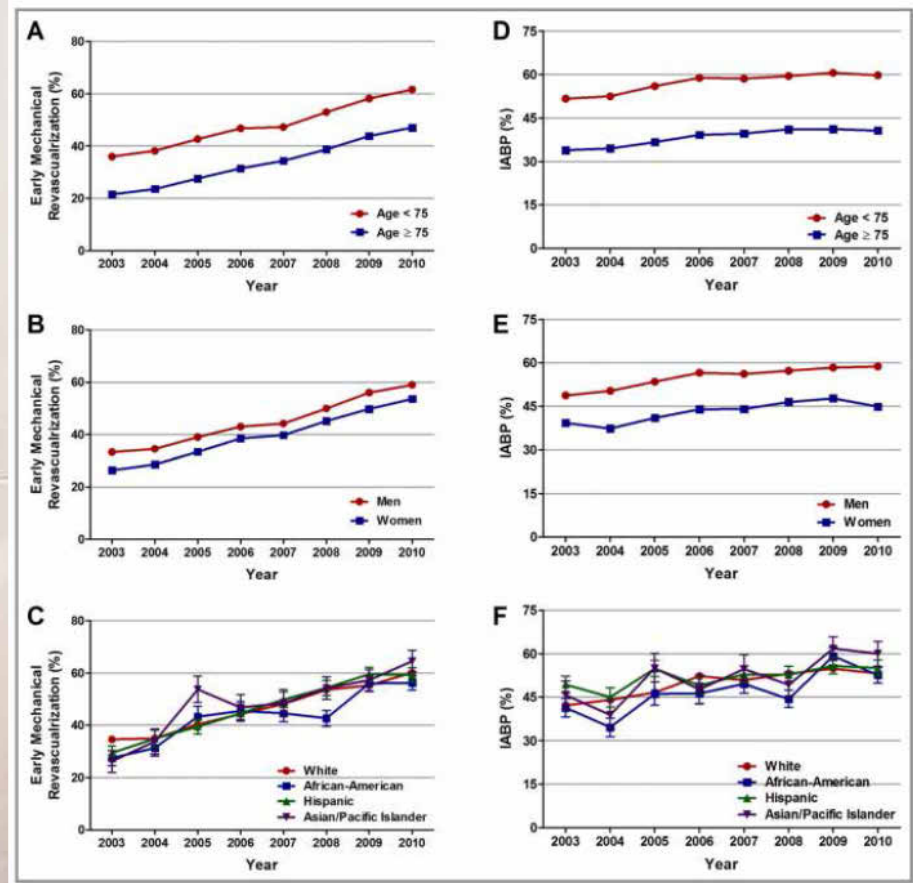 A
Early Mechanical
Revascualrization (%)
80
60
40
20
0
Age < 75
Age ≥ 75
2003 2004 2005 2006 2007 2008 2009 2010
Year
D
IABP (%)
75
60
45
30
15
0
Age < 75
Age ≥ 75
2003 2004 2005 2006 2007 2008 2009 2010
Year
B
Early Mechanical
Revascualrization (%)
80
60
40
20
0
Men
Women
2003 2004 2005 2006 2007 2008 2009 2010
Year
E
IABP (%)
75
60
45
30
15
0
Men
Women
2003 2004 2005 2006 2007 2008 2009 2010
Year
C
Early Mechanical
Revascualrization (%)
80
60
40
20
0
White
African-American
Hispanic
Asian/Pacific Islander
2003 2004 2005 2006 2007 2008 2009 2010
Year
F
IABP (%)
75
60
45
30
15
0
White
African-American
Hispanic
Asian/Pacific Islander
2003 2004 2005 2006 2007 2008 2009 2010
Year